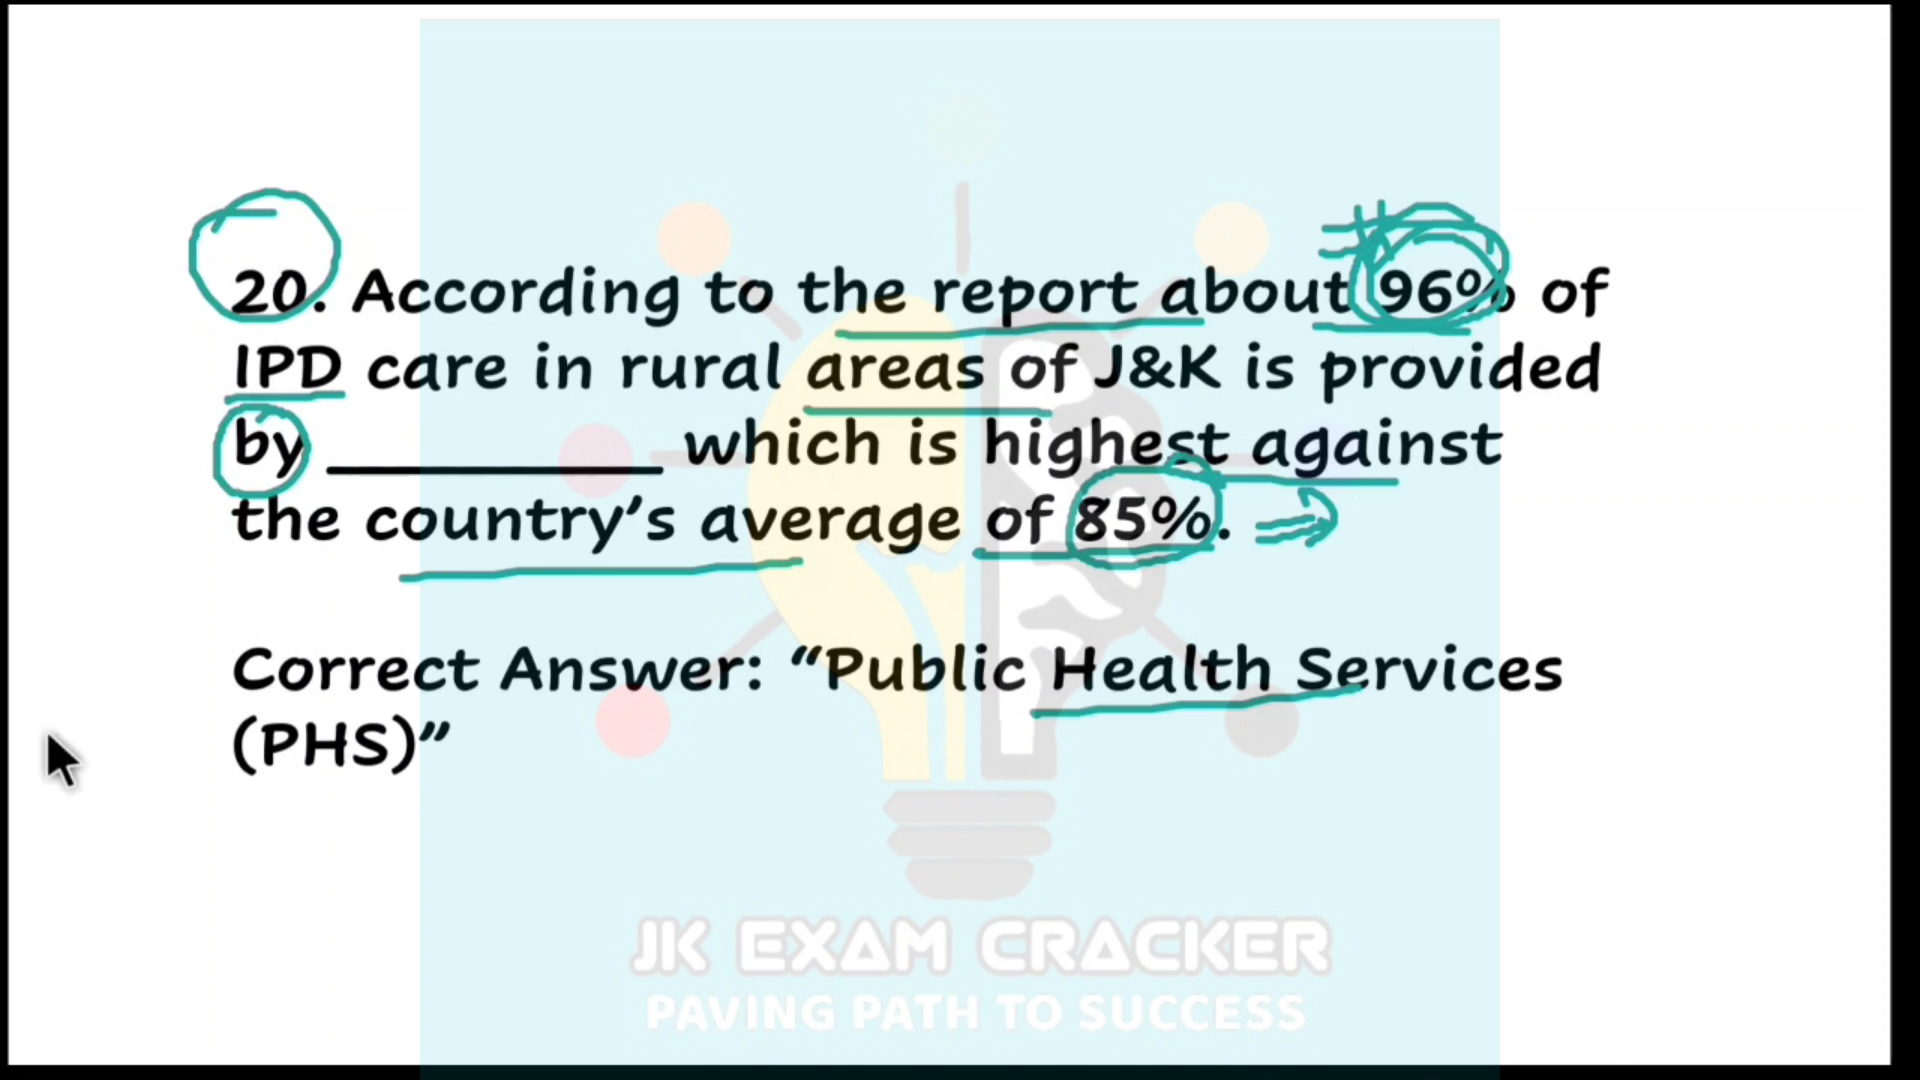 20. According to the report about 96% of
IPD care in rural areas of J&K is provided
by ______________ which is highest against
the country's average of 85%.
Correct Answer: “Public Health Services
(PHS)”
JK EXAM CRACKER
PAVING PATH TO SUCCESS